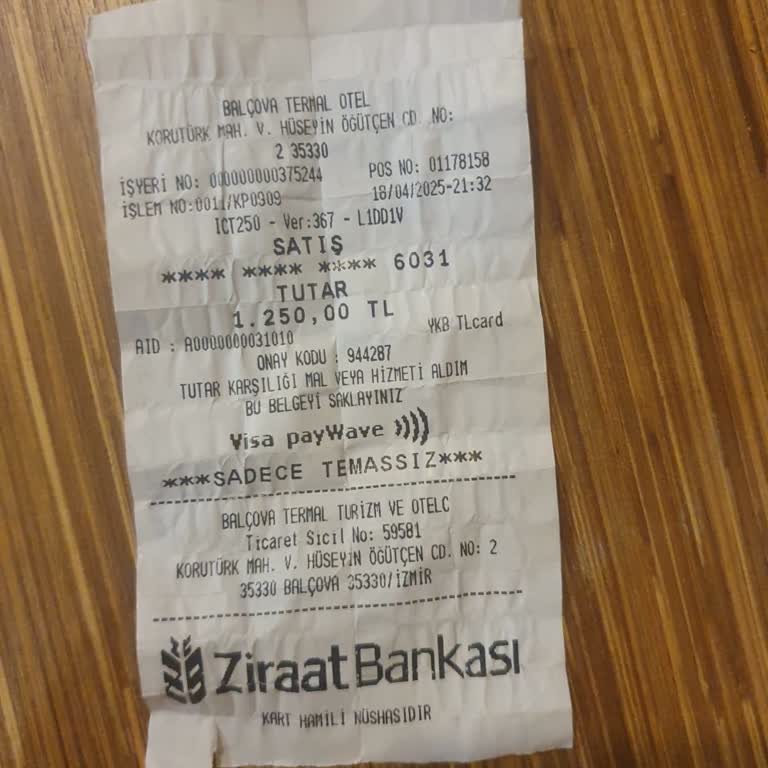 BALÇOVA TERMAL OTEL
KORUTÜRK MAH. V. HÜSEYİN ÖĞÜTÇEN CD. NO:
2 35330
İŞYERİ NO: 000000000375244 POS NO: 01178158
İŞLEM NO:0011/KP0909 18/04/2025-21:32
ICT250 - Ver:367 - L1DD1V
SATIŞ
**** **** **** 6031
TUTAR
1.250,00 TL
AID : A0000000031010 YKB TLcard
ONAY KODU : 944287
TUTAR KARŞILIĞI MAL VEYA HİZMETİ ALDIM
BU BELGEYİ SAKLAYINIZ
Visa payWave
***SADECE TEMASSIZ***
BALÇOVA TERMAL TURİZM VE OTELC
Ticaret Sicil No: 59581
KORUTÜRK MAH. V. HÜSEYİN ÖĞÜTÇEN CD. NO: 2
35330 BALÇOVA 35330/İZMİR
Ziraat Bankası
KART HAMİLİ NÜSHASIDIR